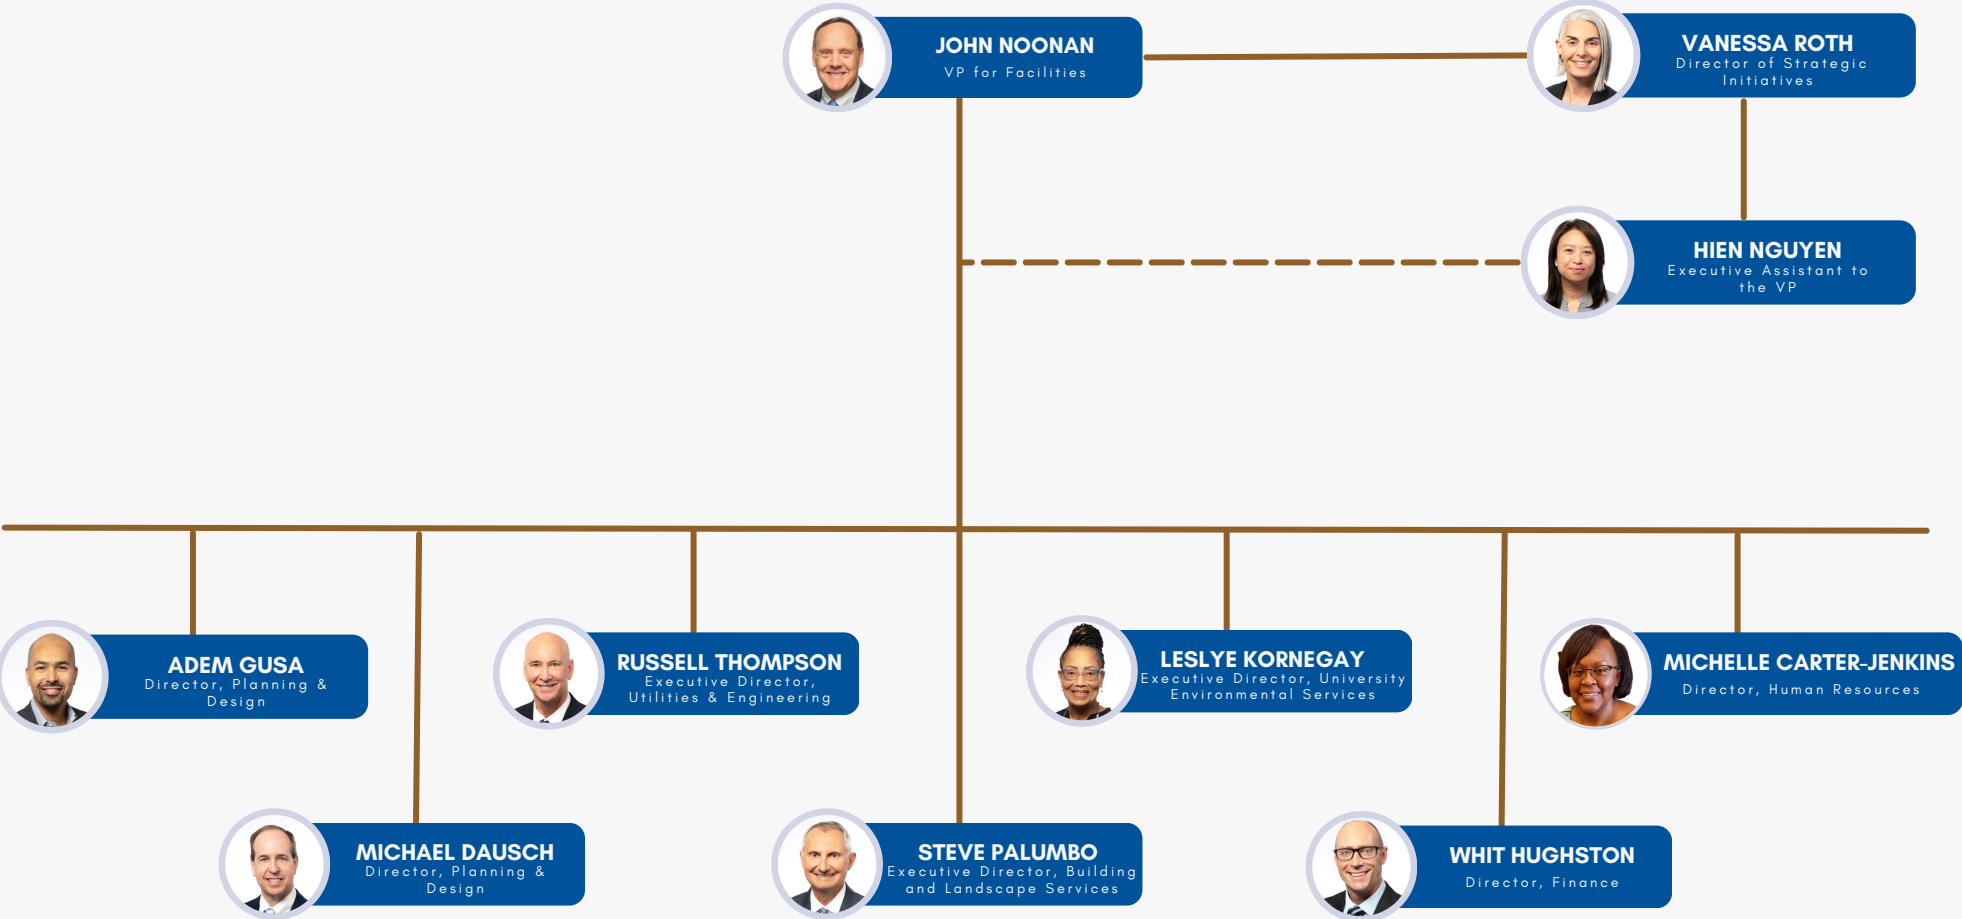 JOHN NOONAN
VP for Facilities
VANESSA ROTH
Director of Strategic
Initiatives
HIEN NGUYEN
Executive Assistant to
the VP
ADEM GUSA
Director, Planning &
Design
RUSSELL THOMPSON
Executive Director,
Utilities & Engineering
LESLYE KORNEGAY
Executive Director, University
Environmental Services
MICHELLE CARTER-JENKINS
Director, Human Resources
MICHAEL DAUSCH
Director, Planning &
Design
STEVE PALUMBO
Executive Director, Building
and Landscape Services
WHIT HUGHSTON
Director, Finance